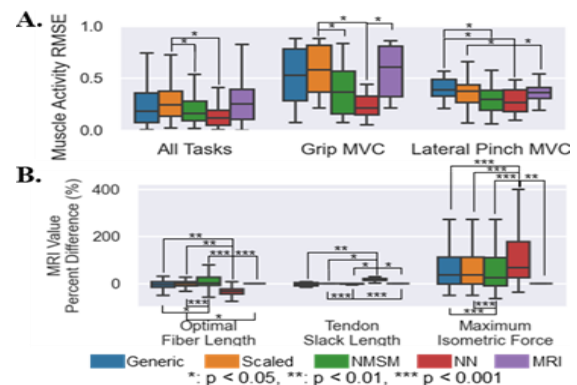 A.
Muscle Activity RMSE
1.0
0.5
0.0
* * * * * * * *
All Tasks Grip MVC Lateral Pinch MVC
B.
MRI Value
Percent Difference (%)
400
200
0
** ** *** *** *** * *
** * * *** ***
*** *** *** ** ***
Optimal
Fiber Length
Tendon
Slack Length
Maximum
Isometric Force
Generic Scaled NMSM NN MRI
*: p < 0.05, **: p < 0.01, *** p < 0.001